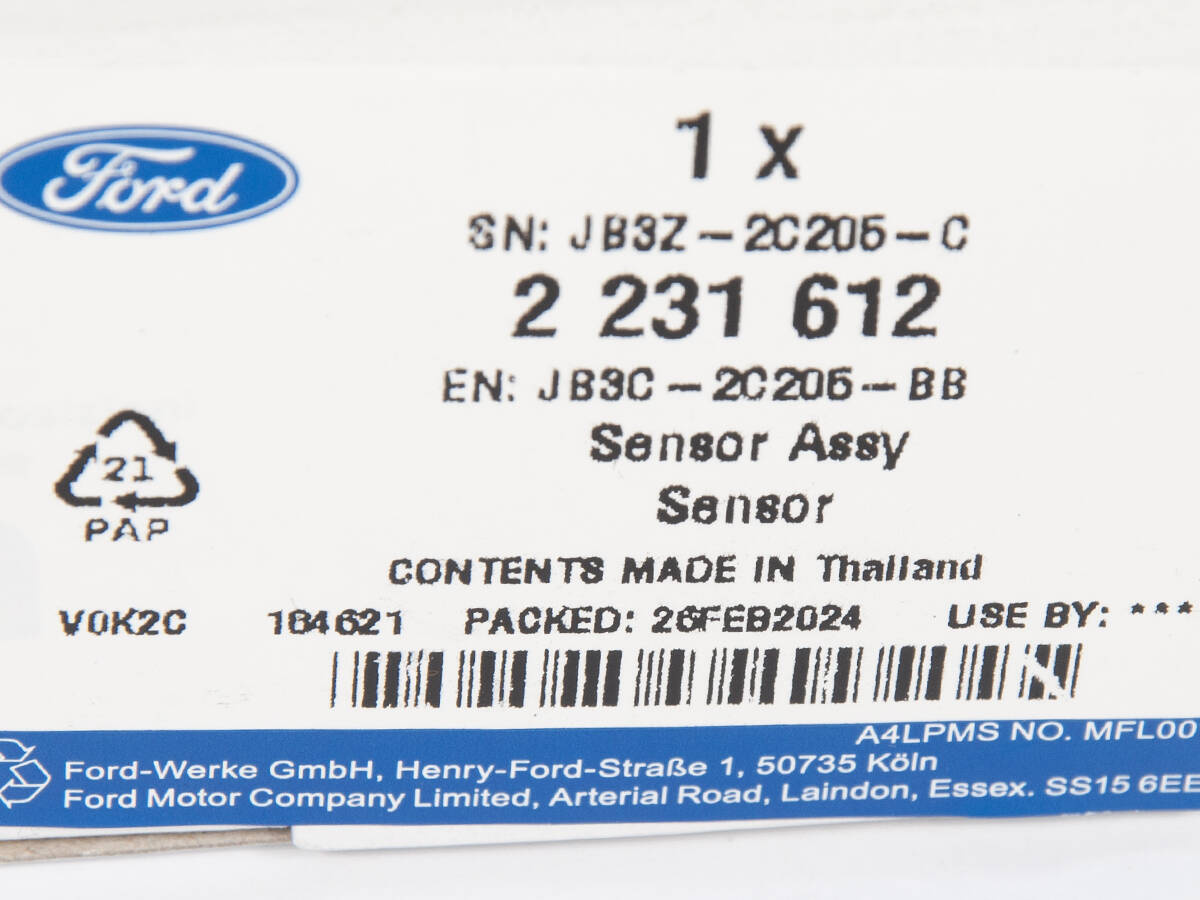 Ford
1 x
SN: JB3Z-2C205-C
2 231 612
EN: JB3C-2C205-BB
Sensor Assy
Sensor
21
PAP
CONTENTS MADE IN Thailand
V0K2C 164621 PACKED: 26FEB2024 USE BY: ***
A4LPMS NO. MFL00
Ford-Werke GmbH, Henry-Ford-Straße 1, 50735 Köln
Ford Motor Company Limited, Arterial Road, Laindon, Essex. SS15 6EE